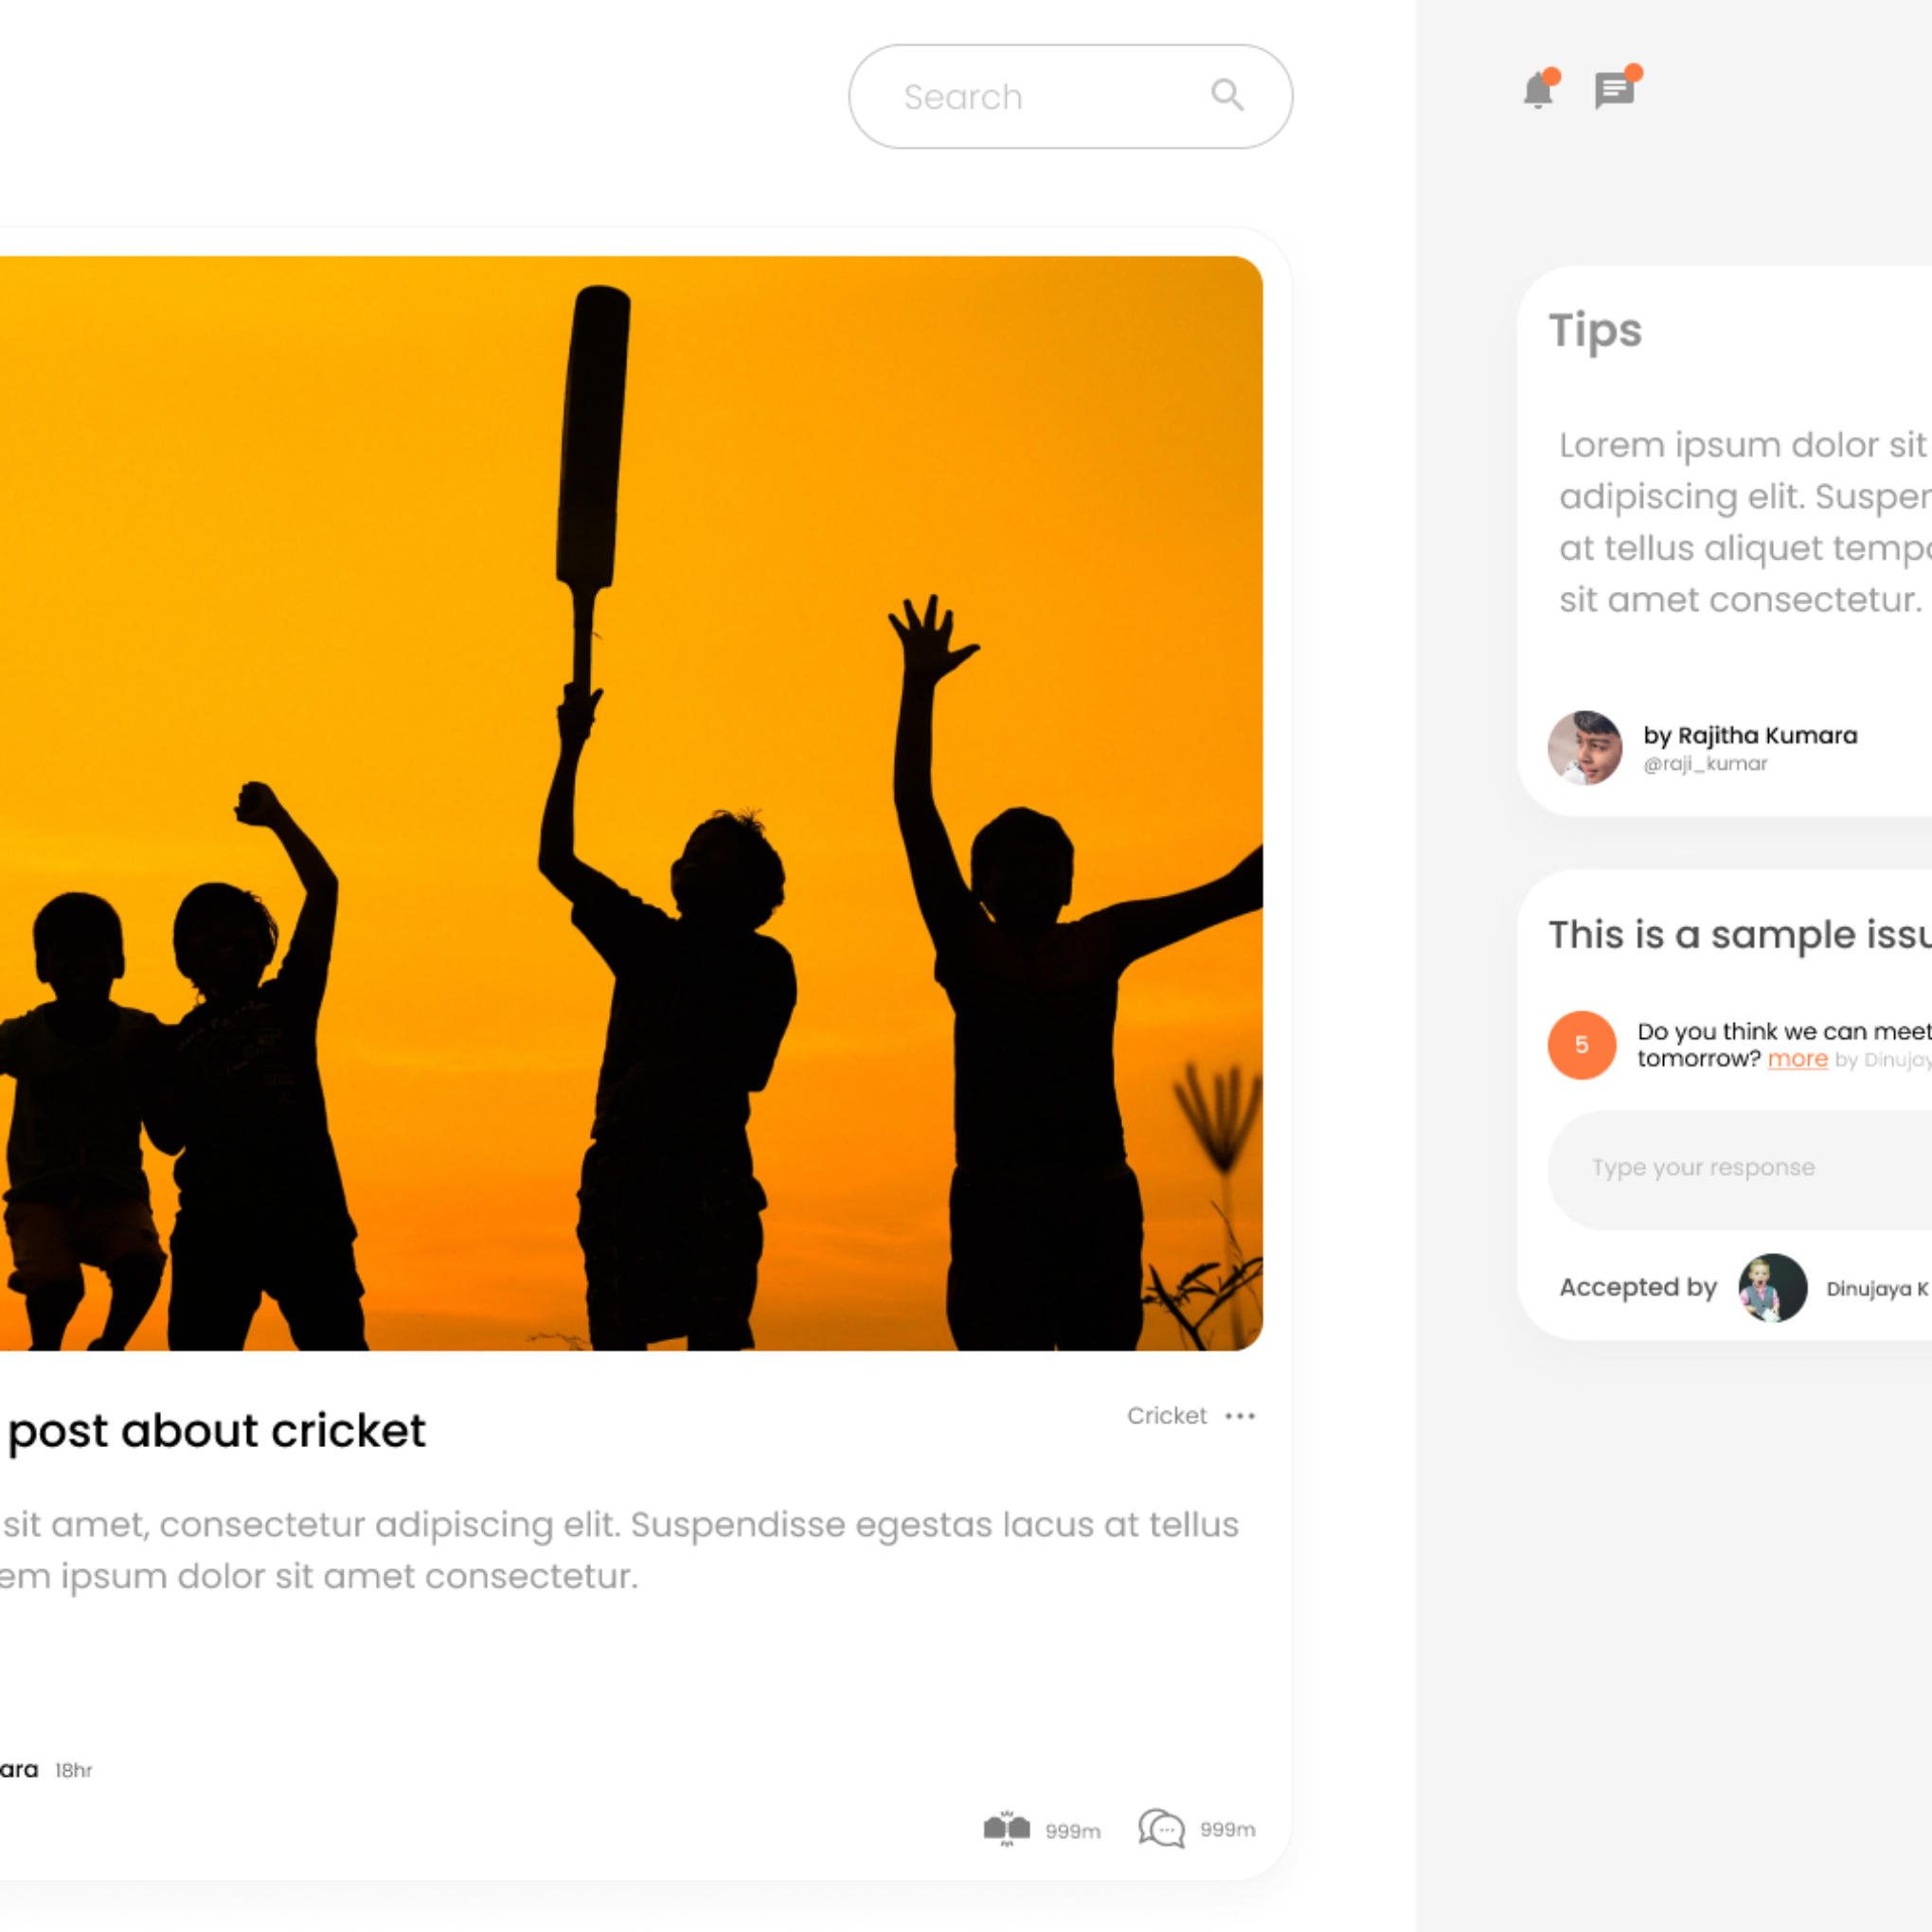 Search
post about cricket
Cricket
sit amet, consectetur adipiscing elit. Suspendisse egestas lacus at tellus
em ipsum dolor sit amet consectetur.
ara 18hr
999m 999m
Tips
Lorem ipsum dolor sit
adipiscing elit. Suspen
at tellus aliquet tempo
sit amet consectetur.
by Rajitha Kumara
@raji_kumar
This is a sample issu
5
Do you think we can meet
tomorrow? more by Dinujay
Type your response
Accepted by Dinujaya K